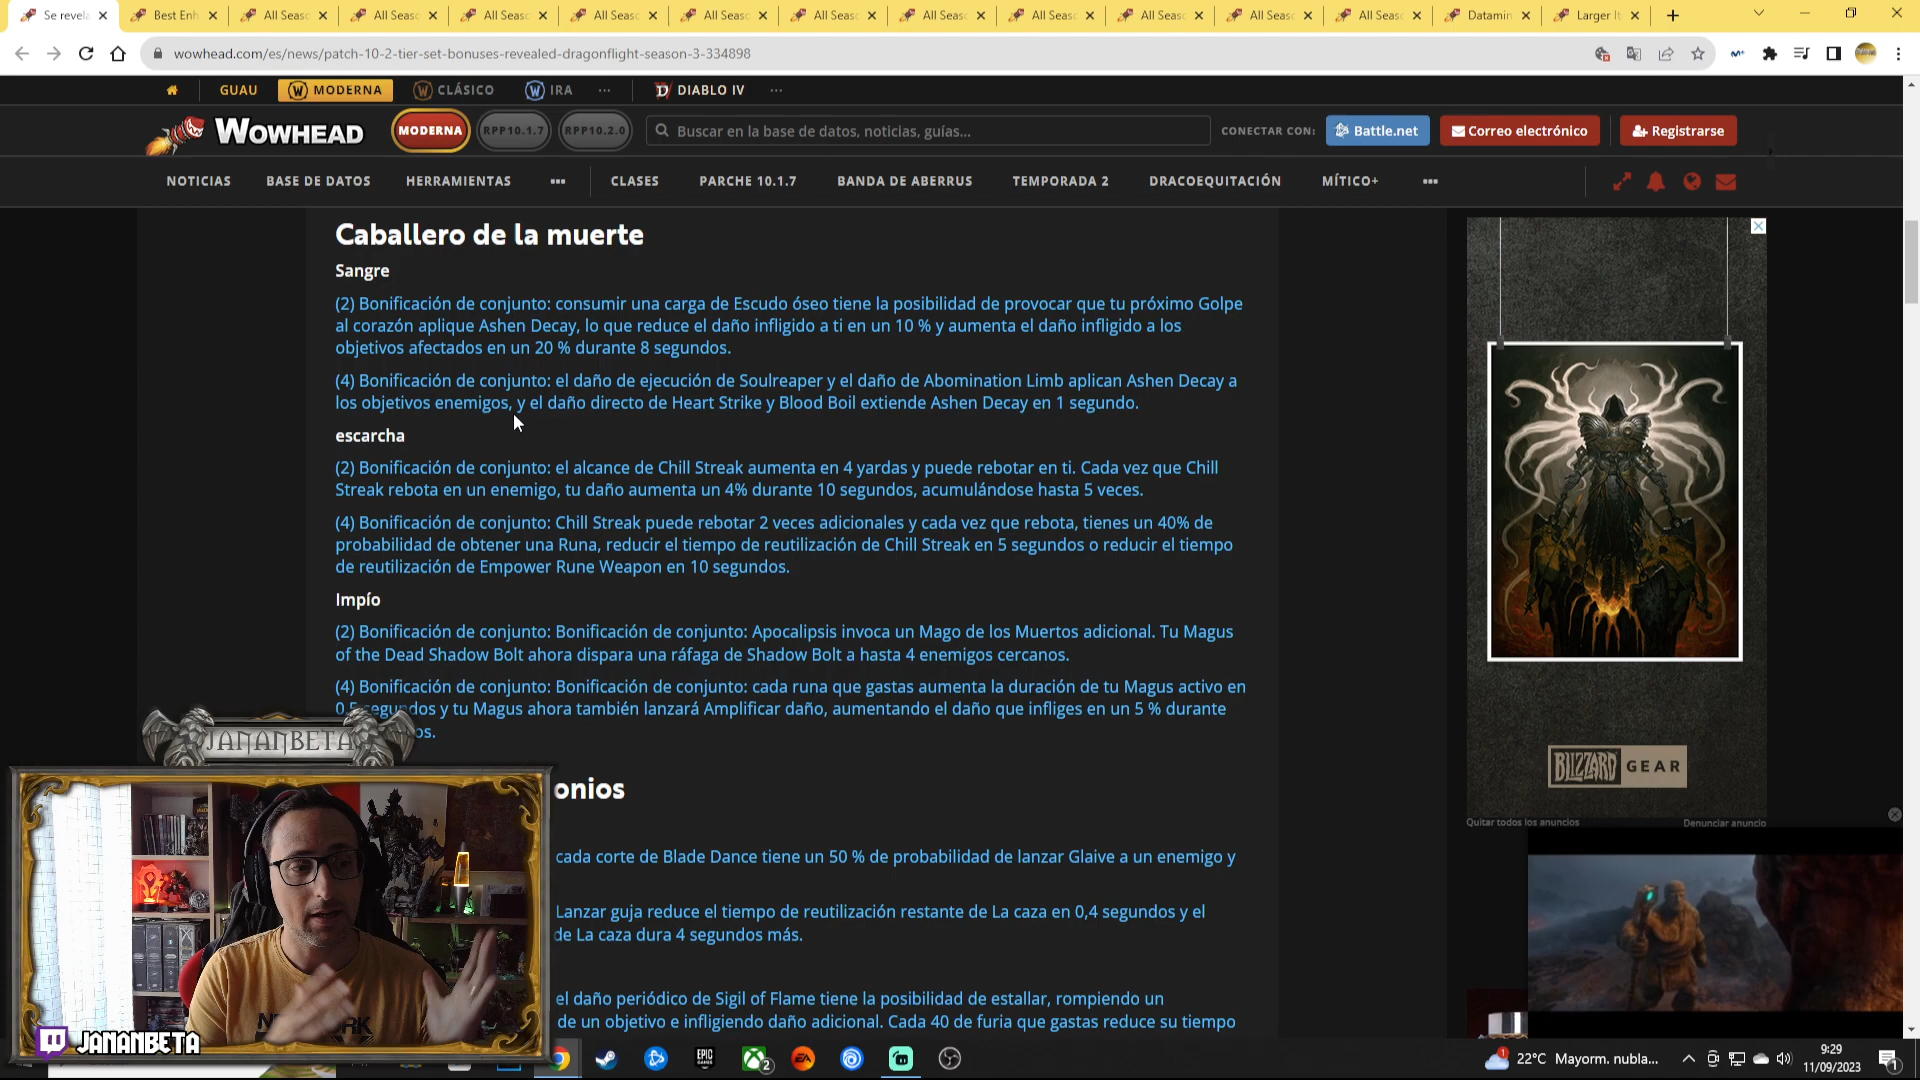 Se revela
Best Enh
All Seaso
All Seaso
All Seaso
All Seaso
All Seaso
All Seaso
All Seaso
All Seaso
All Seaso
All Seaso
All Seaso
Datamin
Larger It
wowhead.com/es/news/patch-10-2-tier-set-bonuses-revealed-dragonflight-season-3-334898
GUAU
MODERNA
CLÁSICO
IRA
DIABLO IV
WOWHEAD
MODERNA
RPP10.1.7
RPP10.2.0
Buscar en la base de datos, noticias, guías...
CONECTAR CON:
Battle.net
Correo electrónico
Registrarse
NOTICIAS
BASE DE DATOS
HERRAMIENTAS
CLASES
PARCHE 10.1.7
BANDA DE ABERRUS
TEMPORADA 2
DRACOEQUITACIÓN
MÍTICO+
Caballero de la muerte
Sangre
(2) Bonificación de conjunto: consumir una carga de Escudo óseo tiene la posibilidad de provocar que tu próximo Golpe
al corazón aplique Ashen Decay, lo que reduce el daño infligido a ti en un 10 % y aumenta el daño infligido a los
objetivos afectados en un 20 % durante 8 segundos.
(4) Bonificación de conjunto: el daño de ejecución de Soulreaper y el daño de Abomination Limb aplican Ashen Decay a
los objetivos enemigos, y el daño directo de Heart Strike y Blood Boil extiende Ashen Decay en 1 segundo.
escarcha
(2) Bonificación de conjunto: el alcance de Chill Streak aumenta en 4 yardas y puede rebotar en ti. Cada vez que Chill
Streak rebota en un enemigo, tu daño aumenta un 4% durante 10 segundos, acumulándose hasta 5 veces.
(4) Bonificación de conjunto: Chill Streak puede rebotar 2 veces adicionales y cada vez que rebota, tienes un 40% de
probabilidad de obtener una Runa, reducir el tiempo de reutilización de Chill Streak en 5 segundos o reducir el tiempo
de reutilización de Empower Rune Weapon en 10 segundos.
Impío
(2) Bonificación de conjunto: Bonificación de conjunto: Apocalipsis invoca un Mago de los Muertos adicional. Tu Magus
of the Dead Shadow Bolt ahora dispara una ráfaga de Shadow Bolt a hasta 4 enemigos cercanos.
(4) Bonificación de conjunto: Bonificación de conjunto: cada runa que gastas aumenta la duración de tu Magus activo en
0,5 segundos y tu Magus ahora también lanzará Amplificar daño, aumentando el daño que infliges en un 5 % durante
os.
JANANBETA
onios
cada corte de Blade Dance tiene un 50 % de probabilidad de lanzar Glaive a un enemigo y
Lanzar guja reduce el tiempo de reutilización restante de La caza en 0,4 segundos y el
de La caza dura 4 segundos más.
el daño periódico de Sigil of Flame tiene la posibilidad de estallar, rompiendo un
de un objetivo e infligiendo daño adicional. Cada 40 de furia que gastas reduce su tiempo
BLIZZARD GEAR
Quitar todos los anuncios
Denunciar anuncio
JANANBETA
EPIC
GAMES
2
EA
1
22°C Mayorm. nubla...
9:29
11/09/2023
1